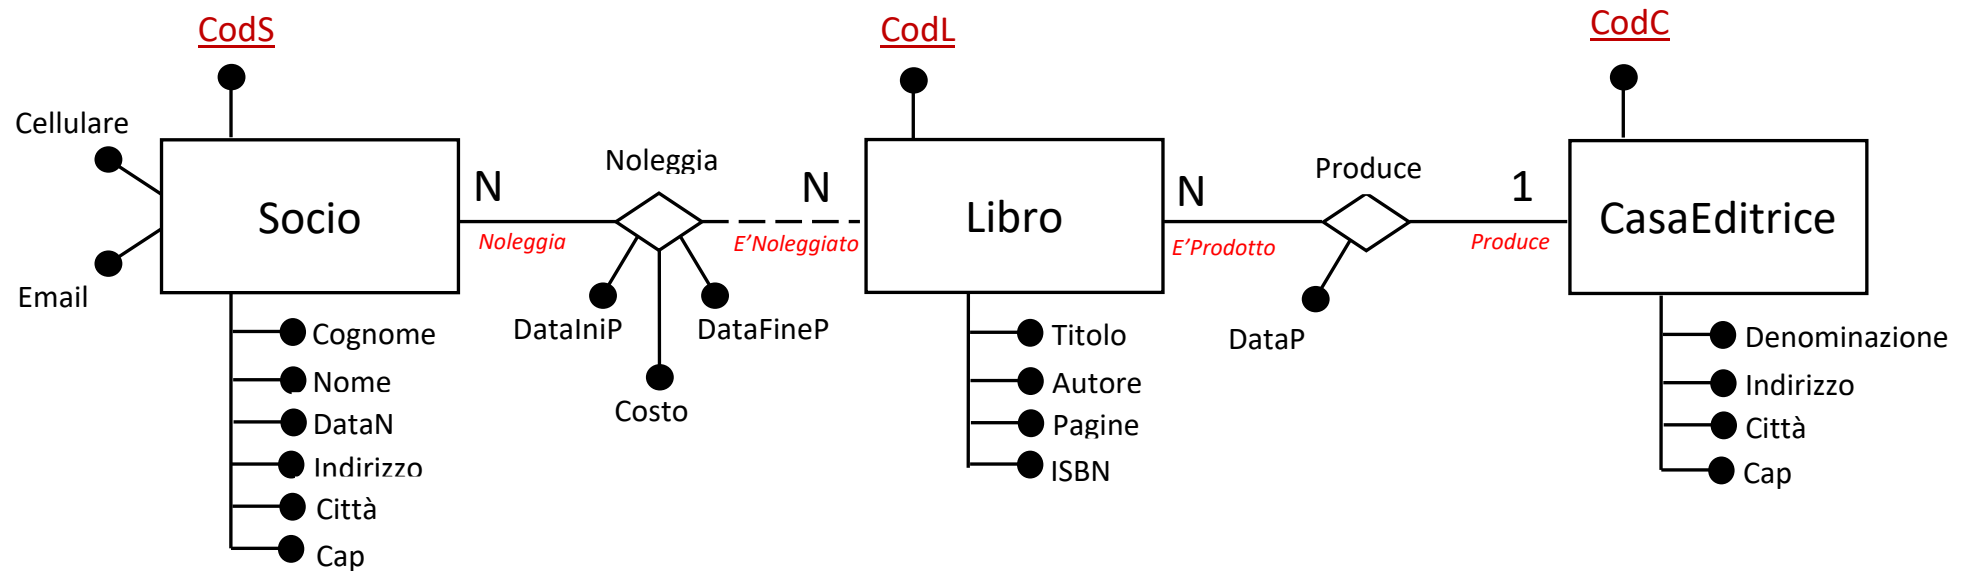 CodS
CodL
CodC
Cellulare
Email
Socio
N
Noleggia
N
Noleggia
E'Noleggiato
DataIniP
DataFineP
Costo
Libro
N
Produce
1
E'Prodotto
Produce
DataP
CasaEditrice
Cognome
Nome
DataN
Indirizzo
Città
Cap
Titolo
Autore
Pagine
ISBN
Denominazione
Indirizzo
Città
Cap